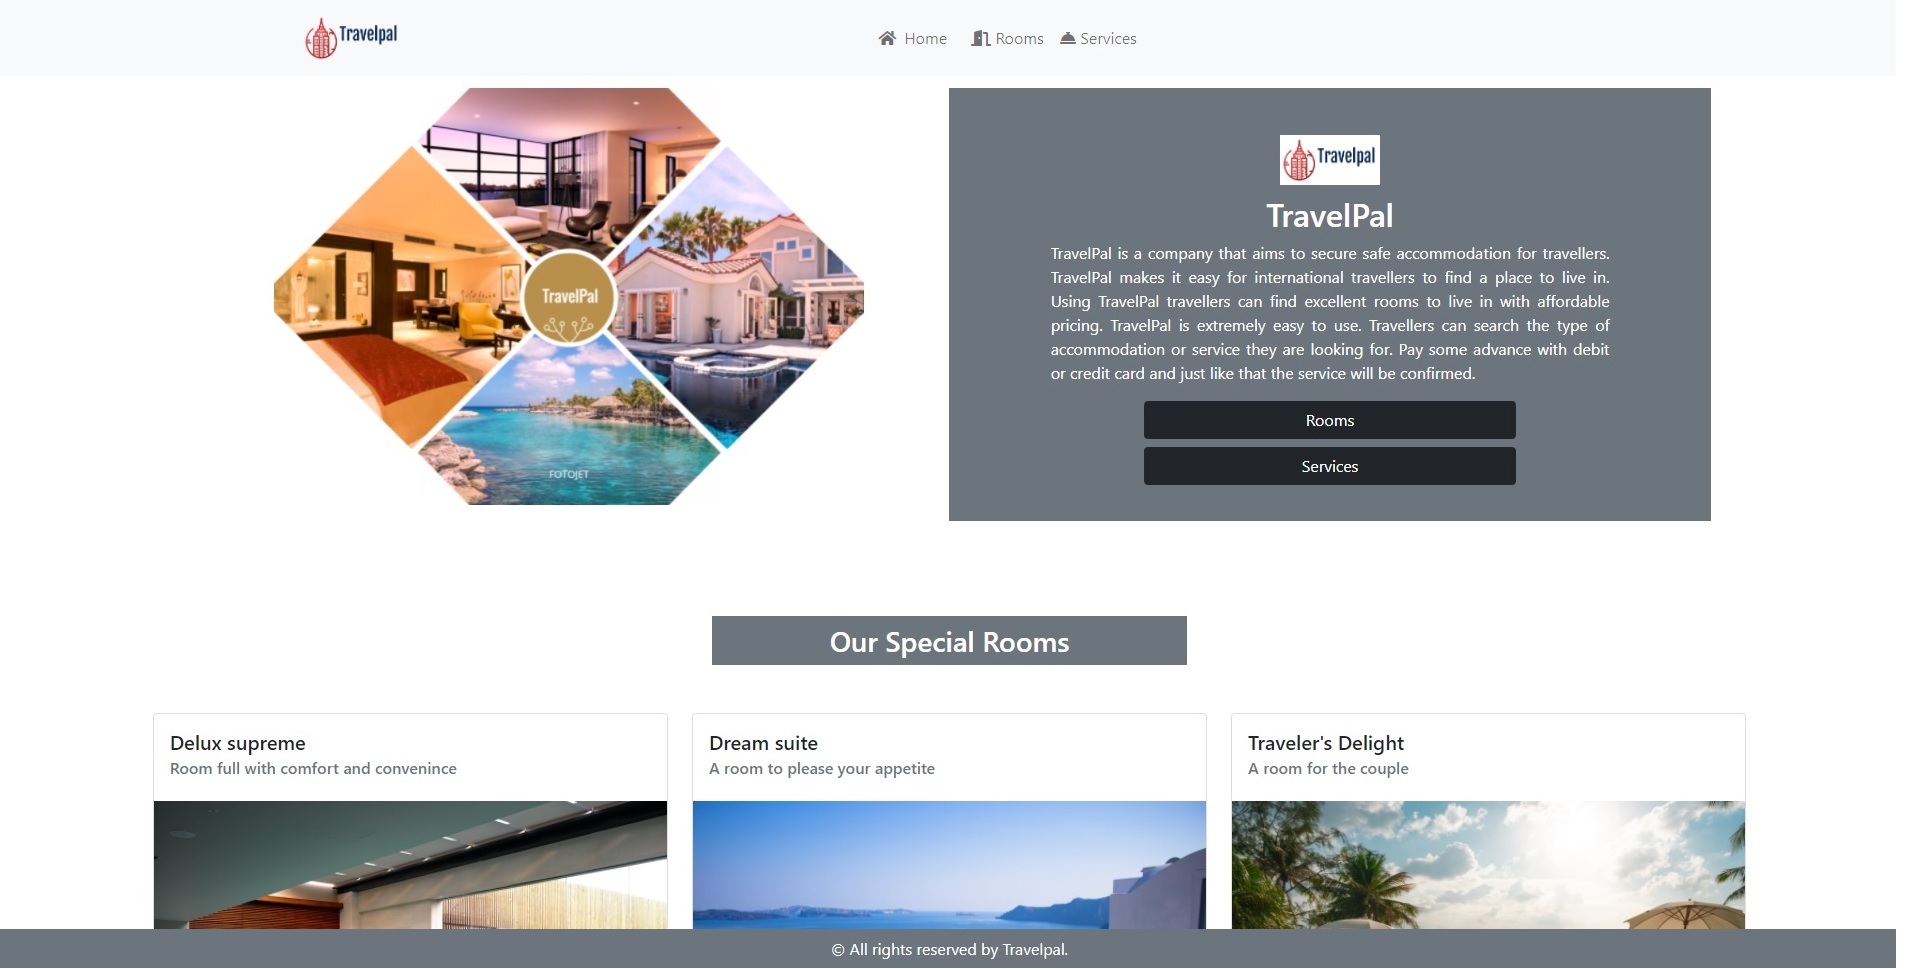 Travelpal
Home Rooms Services
TravelPal
FOTOJET
Travelpal
TravelPal
TravelPal is a company that aims to secure safe accommodation for travellers.
TravelPal makes it easy for international travellers to find a place to live in.
Using TravelPal travellers can find excellent rooms to live in with affordable
pricing. TravelPal is extremely easy to use. Travellers can search the type of
accommodation or service they are looking for. Pay some advance with debit
or credit card and just like that the service will be confirmed.
Rooms
Services
Our Special Rooms
Delux supreme
Room full with comfort and convenince
Dream suite
A room to please your appetite
Traveler's Delight
A room for the couple
© All rights reserved by Travelpal.